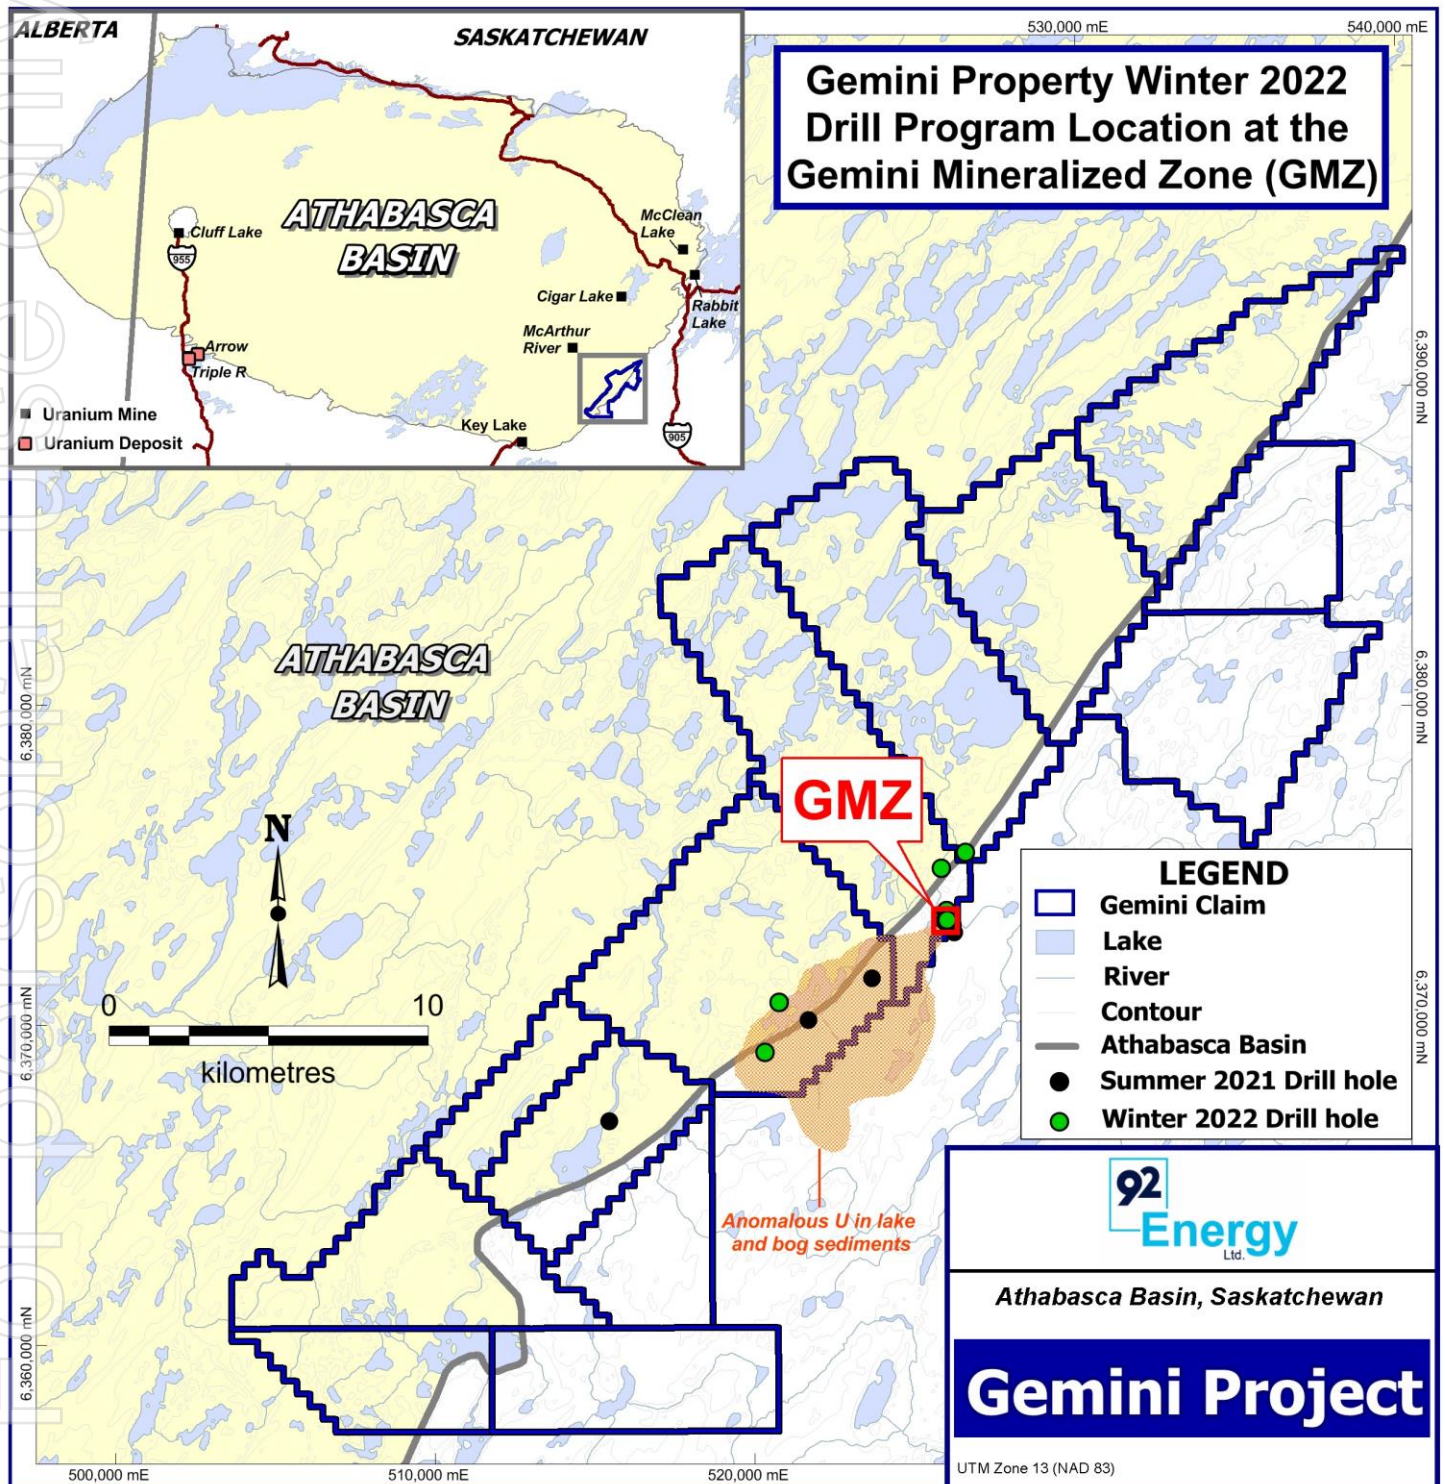 ALBERTA
SASKATCHEWAN
ATHABASCA
BASIN
Cluff Lake
955
McClean
Lake
Cigar Lake
Rabbit
Lake
McArthur
River
Arrow
Triple R
Key Lake
905
Uranium Mine
Uranium Deposit
530,000 mE
540,000 mE
Gemini Property Winter 2022
Drill Program Location at the
Gemini Mineralized Zone (GMZ)
6,390,000 mN
ATHABASCA
BASIN
6,380,000 mN
6,380,000 mN
GMZ
N
0
10
kilometres
6,370,000 mN
6,370,000 mN
LEGEND
Gemini Claim
Lake
River
Contour
Athabasca Basin
Summer 2021 Drill hole
Winter 2022 Drill hole
Anomalous U in lake
and bog sediments
92
Energy
Ltd.
Athabasca Basin, Saskatchewan
Gemini Project
UTM Zone 13 (NAD 83)
6,360,000 mN
500,000 mE
510,000 mE
520,000 mE
For personal use only